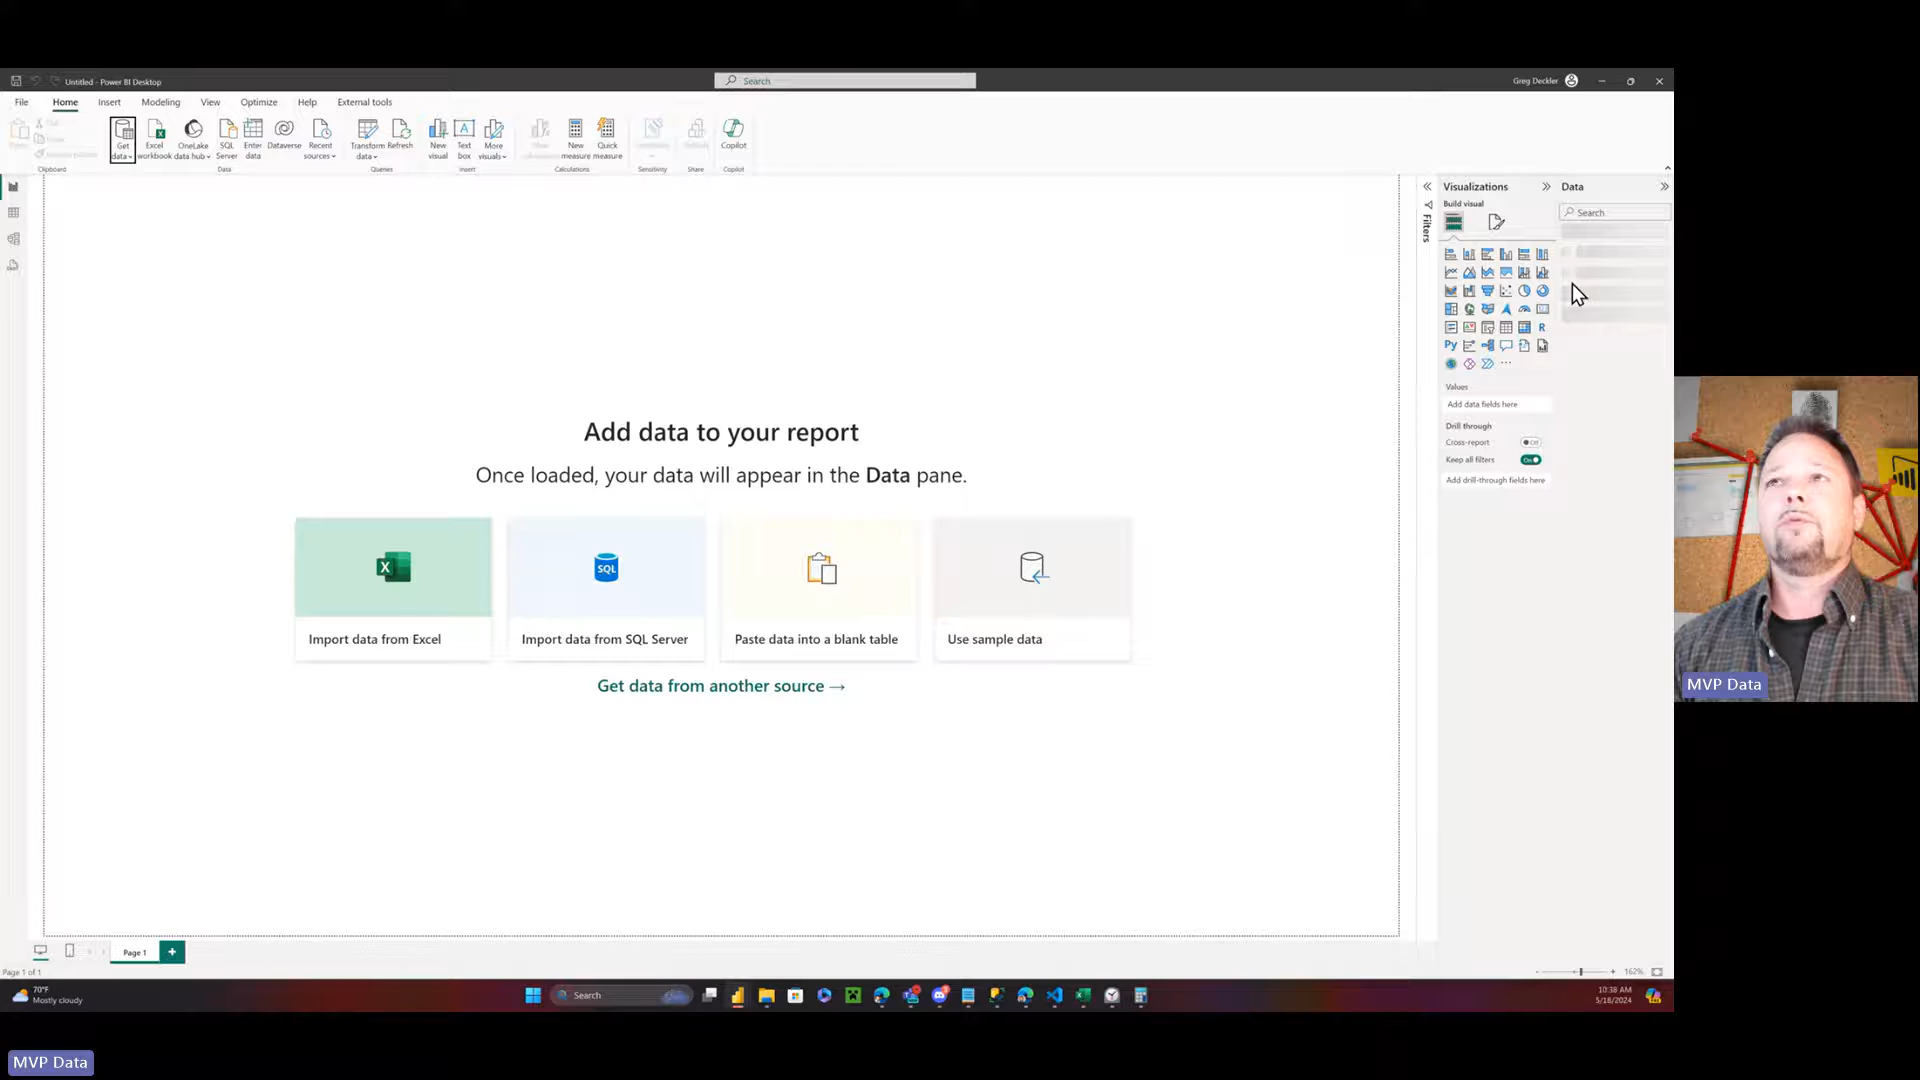 Untitled - Power BI Desktop
Search
Greg Deckler
File Home Insert Modeling View Optimize Help External tools
Get data
Excel workbook
OneLake data hub
SQL Server
Enter data
Dataverse
Recent sources
Transform data
Refresh
New visual
Text box
More visuals
New measure
Quick measure
Copilot
Clipboard
Data
Queries
Insert
Calculations
Sensitivity
Share
Copilot
Filters
Visualizations
Build visual
R
Py
Values
Add data fields here
Drill through
Cross-report
Off
Keep all filters
On
Add drill-through fields here
Data
Search
Add data to your report
Once loaded, your data will appear in the Data pane.
X
SQL
Import data from Excel
Import data from SQL Server
Paste data into a blank table
Use sample data
Get data from another source →
MVP Data
Page 1
Page 1 of 1
162%
70°F
Mostly cloudy
Search
10:38 AM
5/18/2024
MVP Data